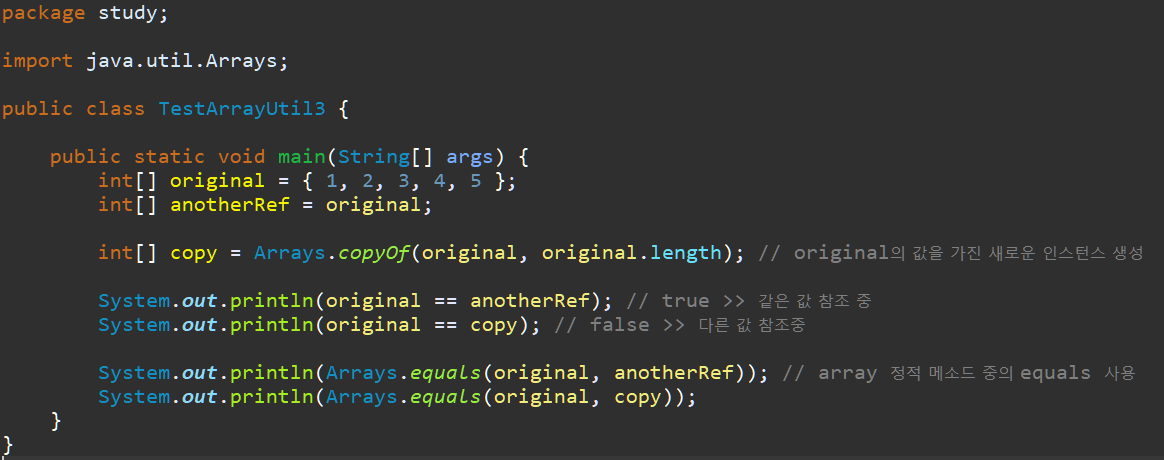 package study;
import java.util.Arrays;
public class TestArrayUtil3 {
public static void main(String[] args) {
int[] original = { 1, 2, 3, 4, 5 };
int[] anotherRef = original;
int[] copy = Arrays.copyOf(original, original.length); // original의 값을 가진 새로운 인스턴스 생성
System.out.println(original == anotherRef); // true >> 같은 값 참조 중
System.out.println(original == copy); // false >> 다른 값 참조중
System.out.println(Arrays.equals(original, anotherRef)); // array 정적 메소드 중의 equals 사용
System.out.println(Arrays.equals(original, copy));
}
}